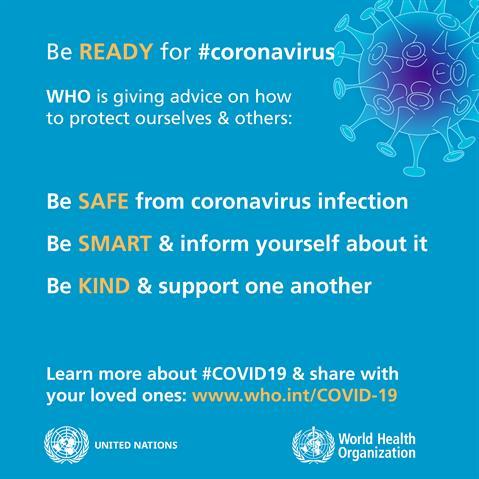 Be READY for #coronavirus
WHO is giving advice on how
to protect ourselves & others:
Be SAFE from coronavirus infection
Be SMART & inform yourself about it
Be KIND & support one another
Learn more about #COVID19 & share with
your loved ones: www.who.int/COVID-19
UNITED NATIONS
World Health
Organization